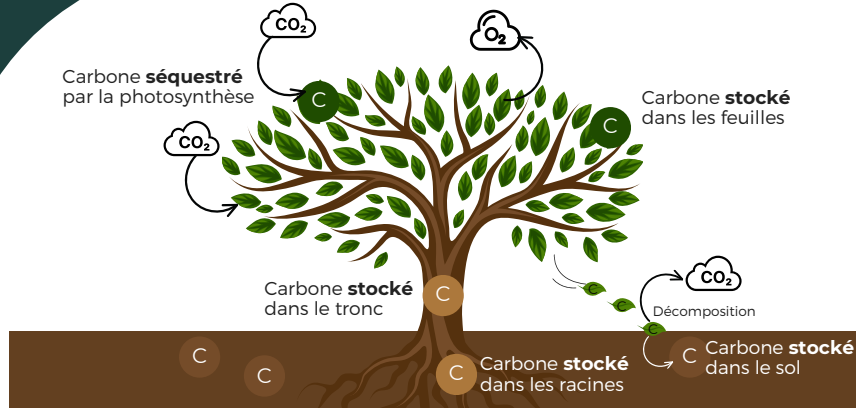 CO₂
O₂
Carbone séquestré
par la photosynthèse
C
Carbone stocké
dans les feuilles
C
CO₂
Carbone stocké
dans le tronc
C
CO₂
C
C
Décomposition
C
C
C
Carbone stocké
dans les racines
C
C
Carbone stocké
dans le sol